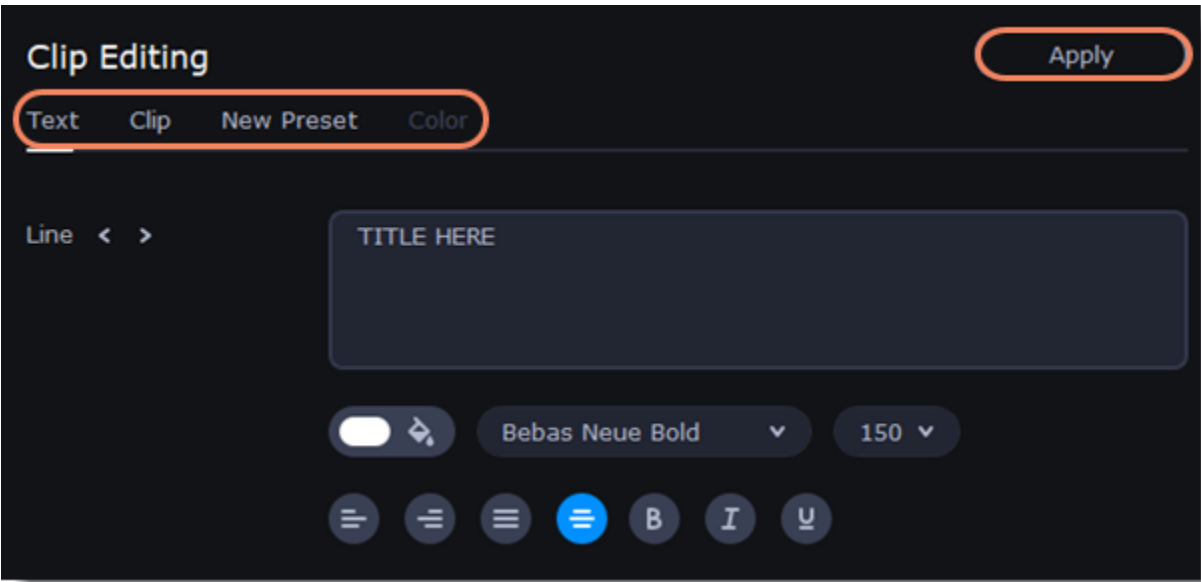 Clip Editing
Apply
Text Clip New Preset Color
Line < >
TITLE HERE
Bebas Neue Bold
150
B I U